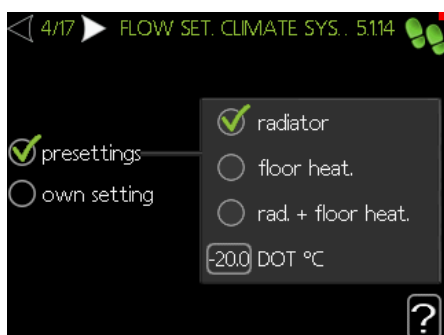 4/17 FLOW SET. CLIMATE SYS. . 5.1.14
radiator
presettings
floor heat.
own setting
rad. + floor heat.
-20.0 DOT °C
?